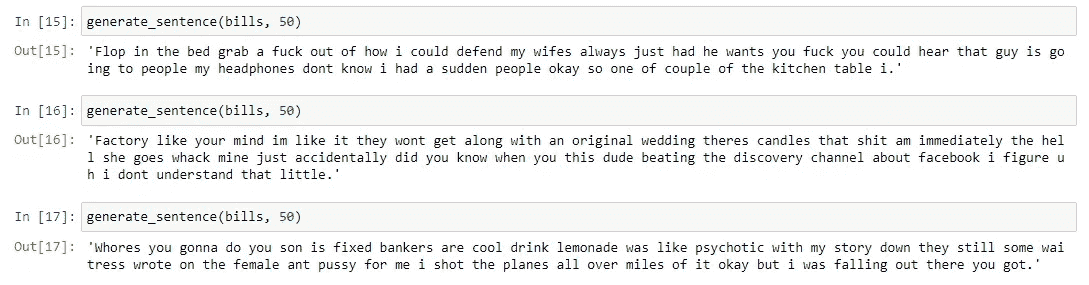 In [15]: generate_sentence(bills, 50)
Out[15]: 'Flop in the bed grab a fuck out of how i could defend my wifes always just had he wants you fuck you could hear that guy is go
ing to people my headphones dont know i had a sudden people okay so one of couple of the kitchen table i.'
In [16]: generate_sentence(bills, 50)
Out[16]: 'Factory like your mind im like it they wont get along with an original wedding theres candles that shit am immediately the hel
l she goes whack mine just accidentally did you know when you this dude beating the discovery channel about facebook i figure u
h i dont understand that little.'
In [17]: generate_sentence(bills, 50)
Out[17]: 'Whores you gonna do you son is fixed bankers are cool drink lemonade was like psychotic with my story down they still some wai
tress wrote on the female ant pussy for me i shot the planes all over miles of it okay but i was falling out there you got.'